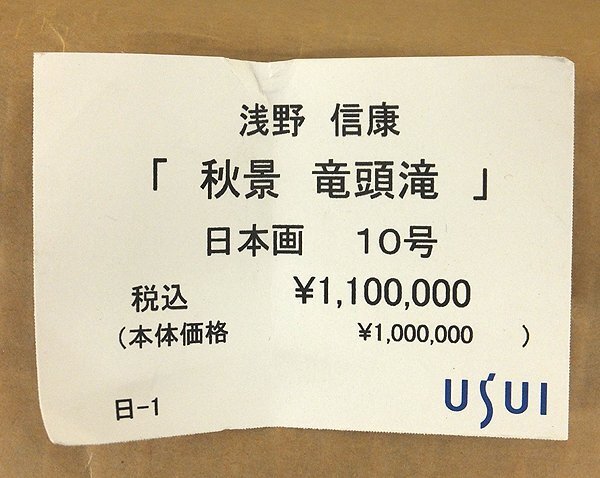 浅野 信康
「 秋景 竜頭滝 」
日本画 10号
税込 ¥1,100,000
(本体価格 ¥1,000,000 )
日-1
USUI